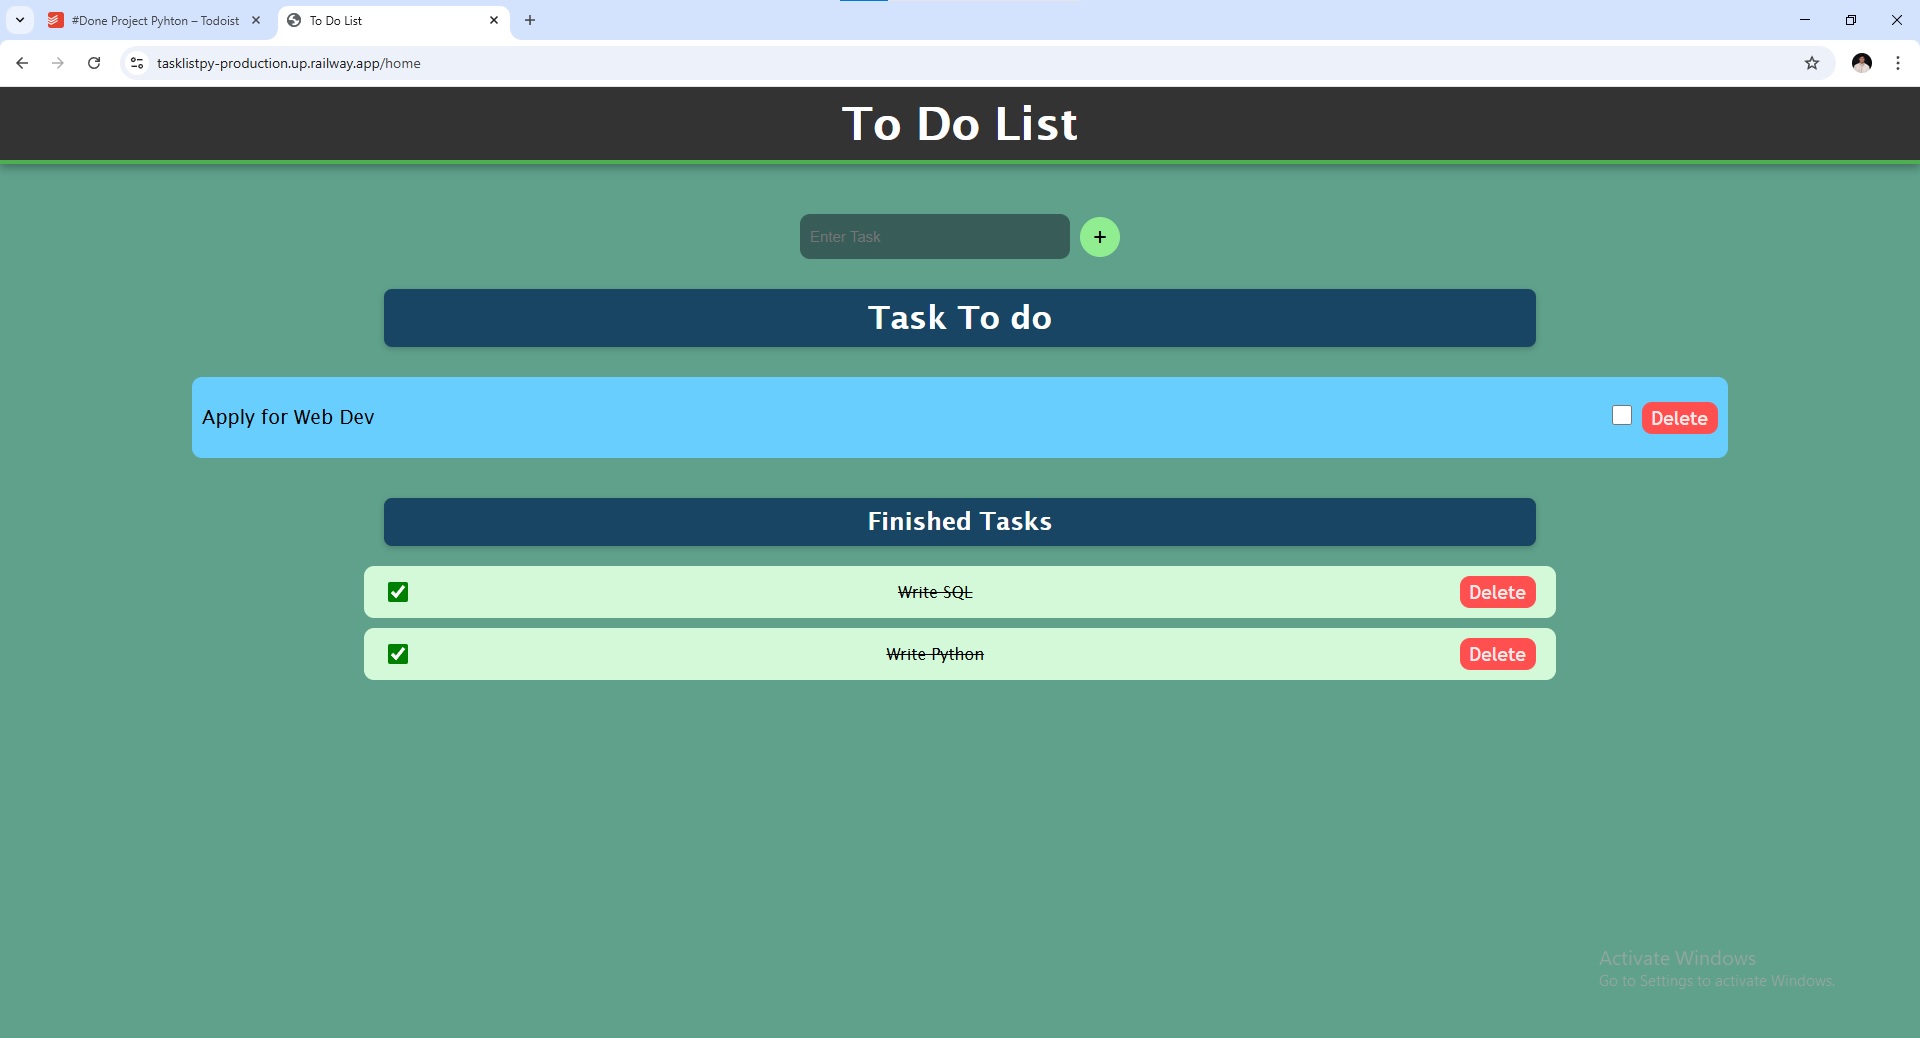 #Done Project Pyhton – Todoist
To Do List
tasklistpy-production.up.railway.app/home
To Do List
Enter Task
+
Task To do
Apply for Web Dev
Delete
Finished Tasks
Write SQL
Delete
Write Python
Delete
Activate Windows
Go to Settings to activate Windows.